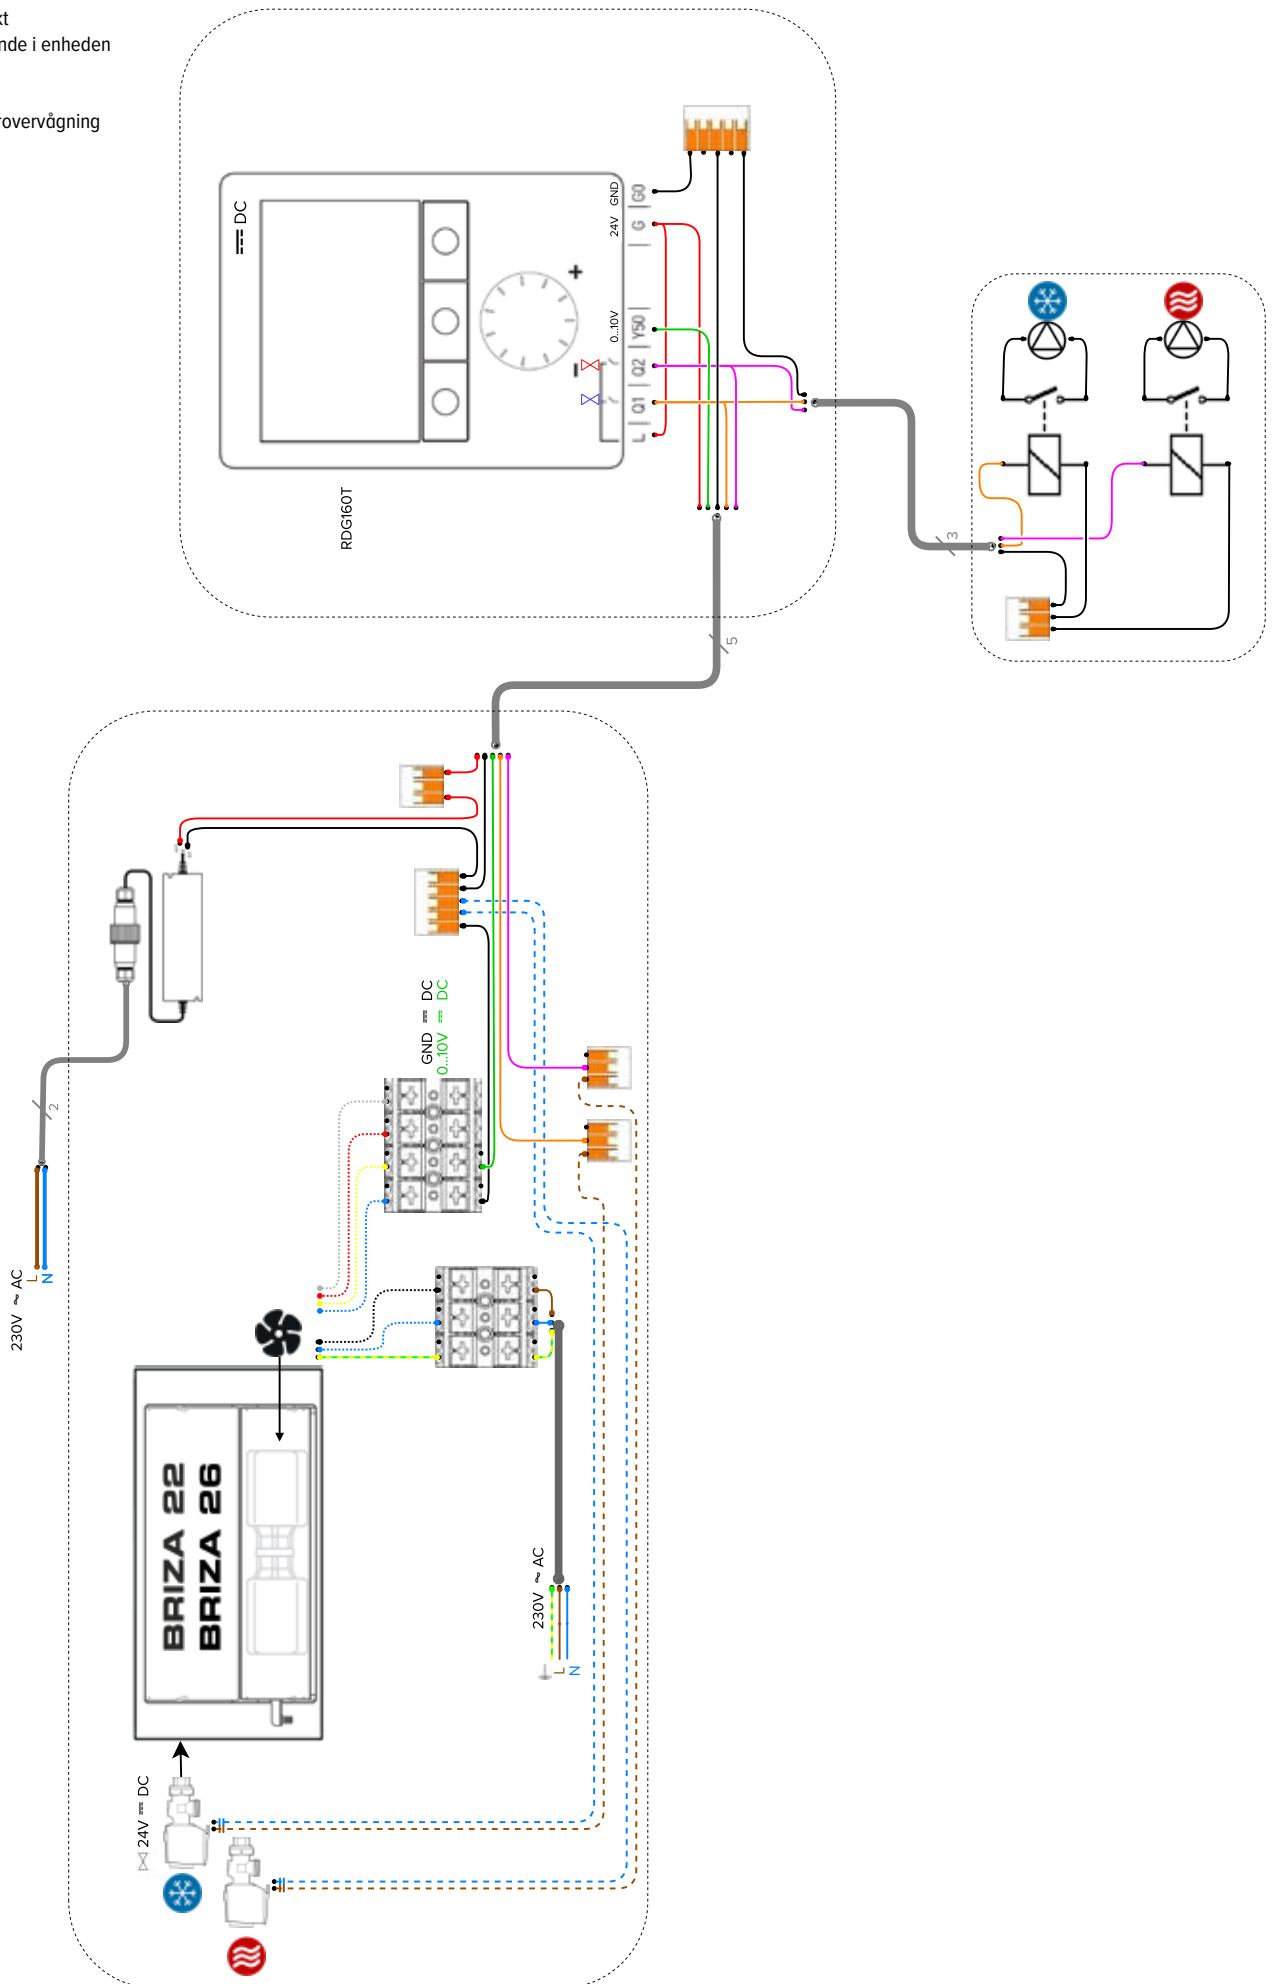 kt
nde i enheden
rovervågning
DC
GND
24V
0...10V
G0
G
Y50
Q2
Q1
L
RDG160T
3
5
GND DC
0...10V DC
2
230V ~ AC
L
N
BRIZA 22
BRIZA 26
230V ~ AC
L
N
24V DC